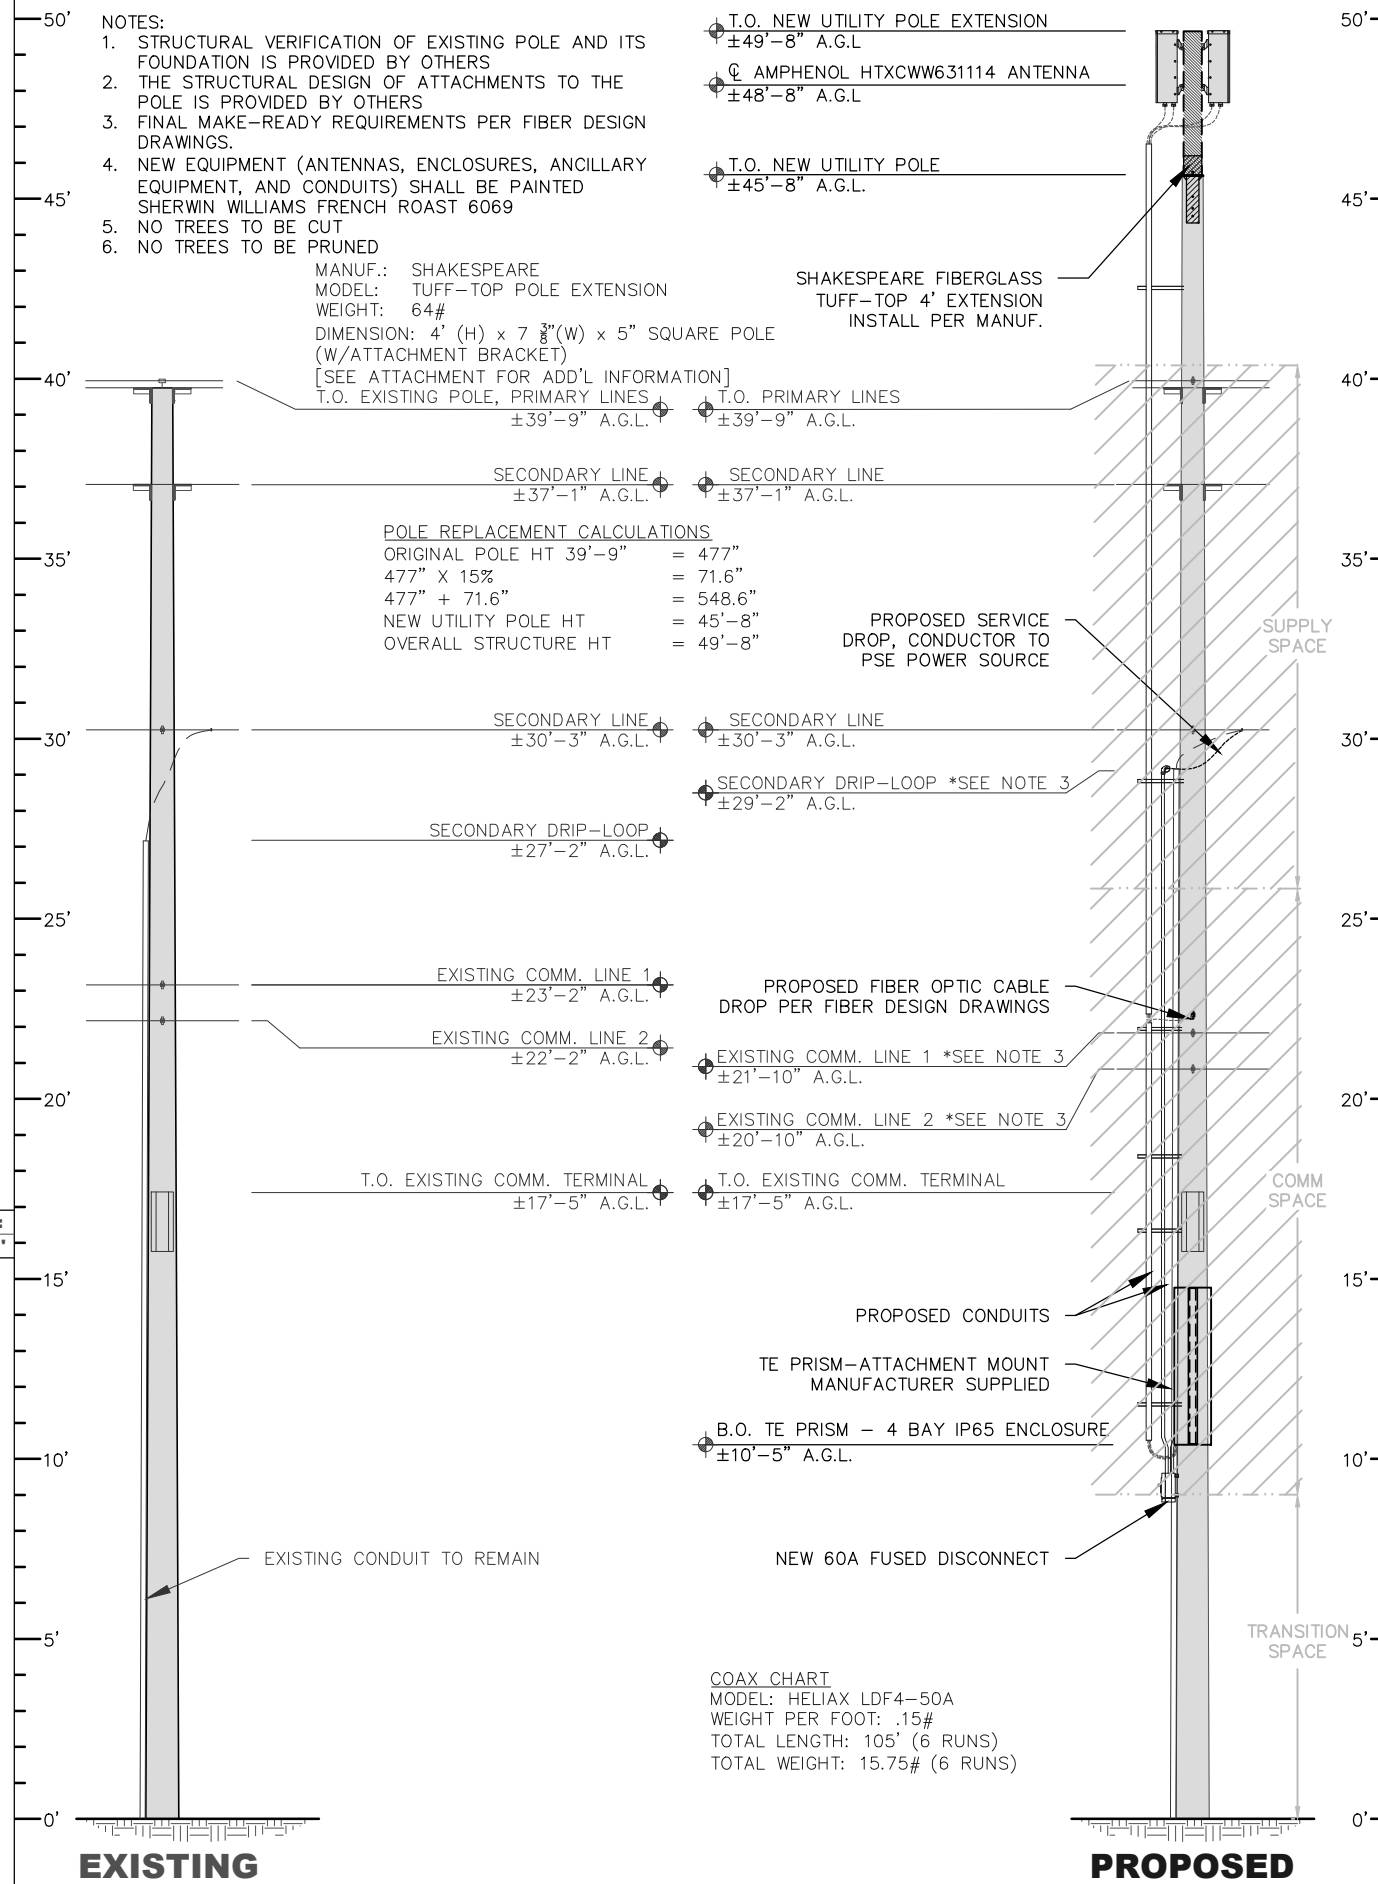 NOTES:
1. STRUCTURAL VERIFICATION OF EXISTING POLE AND ITS
FOUNDATION IS PROVIDED BY OTHERS
2. THE STRUCTURAL DESIGN OF ATTACHMENTS TO THE
POLE IS PROVIDED BY OTHERS
3. FINAL MAKE–READY REQUIREMENTS PER FIBER DESIGN
DRAWINGS.
4. NEW EQUIPMENT (ANTENNAS, ENCLOSURES, ANCILLARY
EQUIPMENT, AND CONDUITS) SHALL BE PAINTED
SHERWIN WILLIAMS FRENCH ROAST 6069
5. NO TREES TO BE CUT
6. NO TREES TO BE PRUNED
MANUF.: SHAKESPEARE
MODEL: TUFF–TOP POLE EXTENSION
WEIGHT: 64#
DIMENSION: 4' (H) x 7 3/8"(W) x 5" SQUARE POLE
(W/ATTACHMENT BRACKET)
[SEE ATTACHMENT FOR ADD'L INFORMATION]
T.O. EXISTING POLE, PRIMARY LINES
±39'–9" A.G.L.
SECONDARY LINE
±37'–1" A.G.L.
POLE REPLACEMENT CALCULATIONS
ORIGINAL POLE HT 39'–9" = 477"
477" X 15% = 71.6"
477" + 71.6" = 548.6"
NEW UTILITY POLE HT = 45'–8"
OVERALL STRUCTURE HT = 49'–8"
SECONDARY LINE
±30'–3" A.G.L.
SECONDARY DRIP–LOOP
±27'–2" A.G.L.
EXISTING COMM. LINE 1
±23'–2" A.G.L.
EXISTING COMM. LINE 2
±22'–2" A.G.L.
T.O. EXISTING COMM. TERMINAL
±17'–5" A.G.L.
EXISTING CONDUIT TO REMAIN
T.O. NEW UTILITY POLE EXTENSION
±49'–8" A.G.L
℄ AMPHENOL HTXCWW631114 ANTENNA
±48'–8" A.G.L
T.O. NEW UTILITY POLE
±45'–8" A.G.L.
SHAKESPEARE FIBERGLASS
TUFF–TOP 4' EXTENSION
INSTALL PER MANUF.
T.O. PRIMARY LINES
±39'–9" A.G.L.
SECONDARY LINE
±37'–1" A.G.L.
PROPOSED SERVICE
DROP, CONDUCTOR TO
PSE POWER SOURCE
SECONDARY LINE
±30'–3" A.G.L.
SECONDARY DRIP–LOOP *SEE NOTE 3
±29'–2" A.G.L.
PROPOSED FIBER OPTIC CABLE
DROP PER FIBER DESIGN DRAWINGS
EXISTING COMM. LINE 1 *SEE NOTE 3
±21'–10" A.G.L.
EXISTING COMM. LINE 2 *SEE NOTE 3
±20'–10" A.G.L.
T.O. EXISTING COMM. TERMINAL
±17'–5" A.G.L.
PROPOSED CONDUITS
TE PRISM–ATTACHMENT MOUNT
MANUFACTURER SUPPLIED
B.O. TE PRISM – 4 BAY IP65 ENCLOSURE
±10'–5" A.G.L.
NEW 60A FUSED DISCONNECT
COAX CHART
MODEL: HELIAX LDF4–50A
WEIGHT PER FOOT: .15#
TOTAL LENGTH: 105' (6 RUNS)
TOTAL WEIGHT: 15.75# (6 RUNS)
SUPPLY
SPACE
COMM
SPACE
TRANSITION
SPACE
50'
45'
40'
35'
30'
25'
20'
15'
10'
5'
0'
50'
45'
40'
35'
30'
25'
20'
15'
10'
5'
0'
EXISTING
PROPOSED